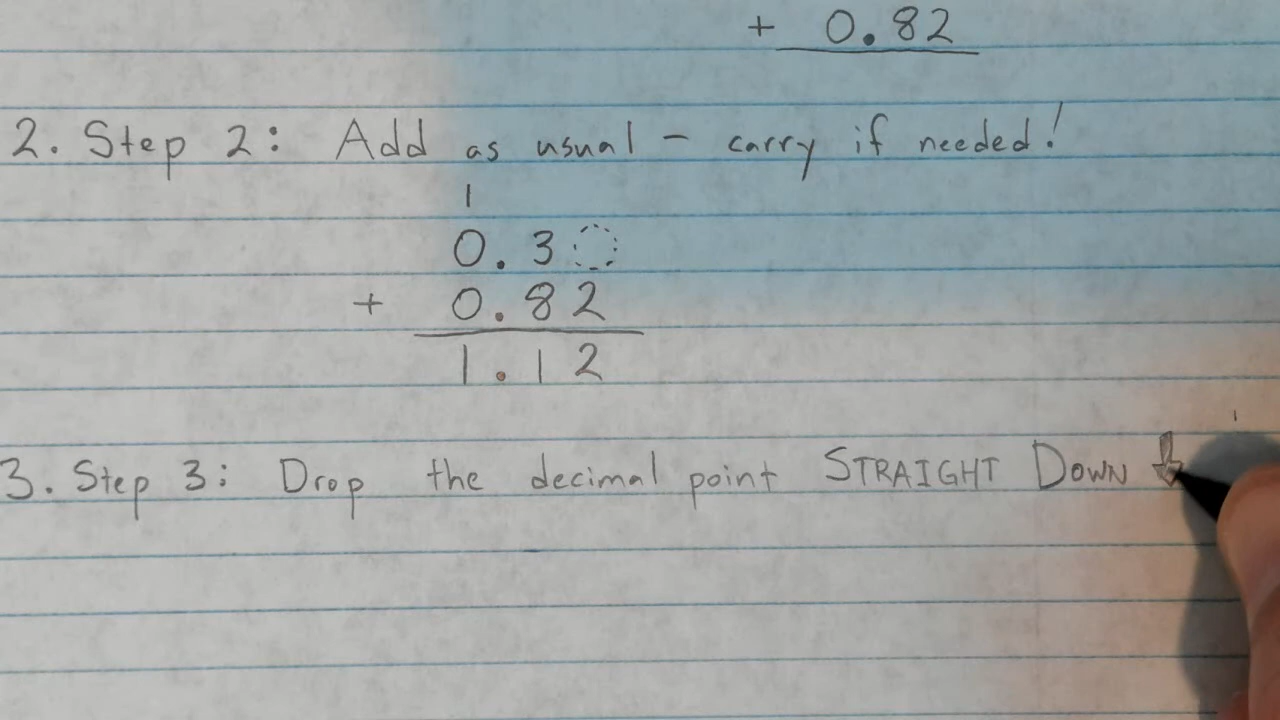 + 0.82
2. Step 2: Add as usual - carry if needed!
1
0.30
+ 0.82
1.12
3. Step 3: Drop the decimal point STRAIGHT DOWN ↓